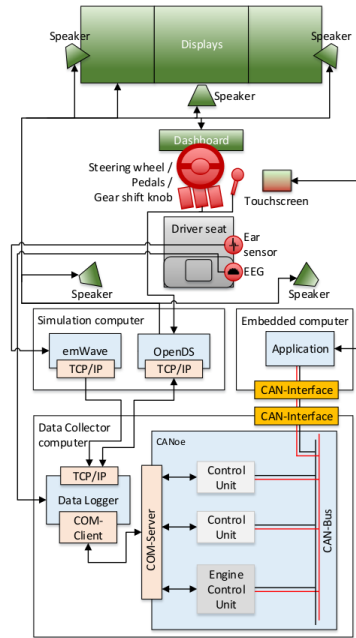 Speaker
Displays
Speaker
Speaker
Dashboard
Steering wheel /
Pedals /
Gear shift knob
Touchscreen
Driver seat
Ear
sensor
EEG
Speaker
Speaker
Simulation computer
emWave
OpenDS
TCP/IP
TCP/IP
Embedded computer
Application
CAN-Interface
CAN-Interface
Data Collector
computer
CANoe
TCP/IP
Data Logger
COM-
Client
COM-Server
Control
Unit
Control
Unit
Engine
Control
Unit
CAN-Bus